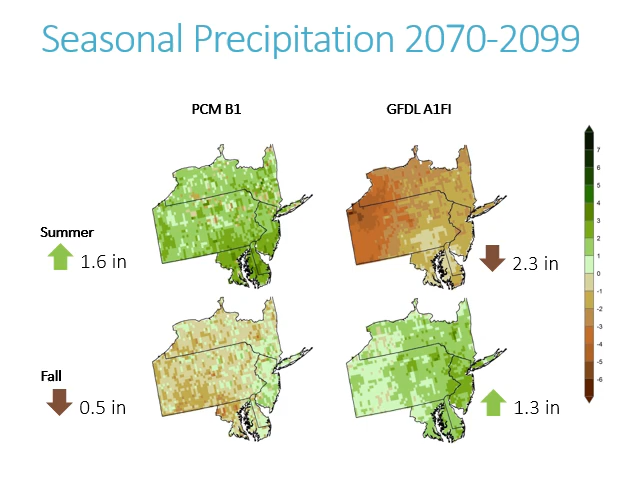 Seasonal Precipitation 2070-2099
PCM B1
GFDL A1FI
Summer
1.6 in
2.3 in
Fall
0.5 in
1.3 in
7
6
5
4
3
2
1
0
-1
-2
-3
-4
-5
-6